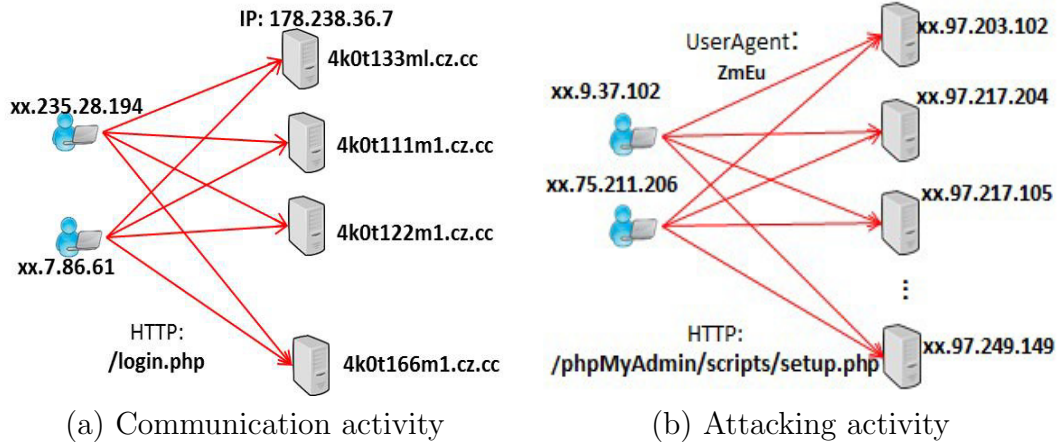 IP: 178.238.36.7
4k0t133ml.cz.cc
xx.235.28.194
4k0t111m1.cz.cc
4k0t122m1.cz.cc
xx.7.86.61
HTTP:
/login.php
4k0t166m1.cz.cc
(a) Communication activity
xx.97.203.102
UserAgent:
ZmEu
xx.9.37.102
xx.97.217.204
xx.75.211.206
xx.97.217.105
...
HTTP:
/phpMyAdmin/scripts/setup.php
xx.97.249.149
(b) Attacking activity